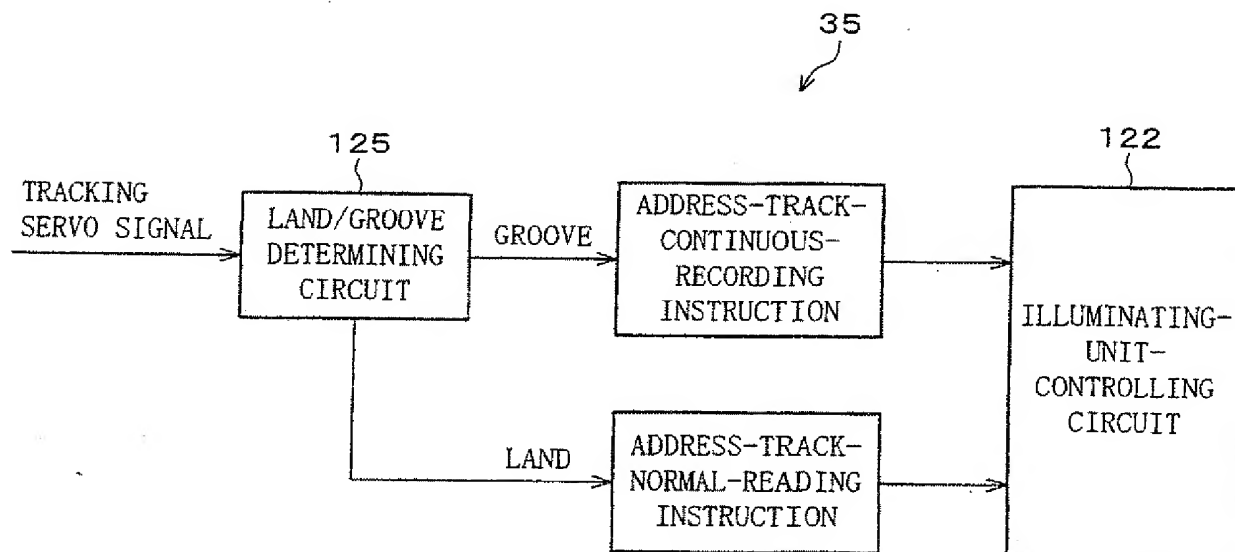 35
125
122
TRACKING
SERVO SIGNAL
LAND/GROOVE
DETERMINING
CIRCUIT
GROOVE
ADDRESS-TRACK-
CONTINUOUS-
RECORDING
INSTRUCTION
ILLUMINATING-
UNIT-
CONTROLLING
CIRCUIT
LAND
ADDRESS-TRACK-
NORMAL-READING
INSTRUCTION